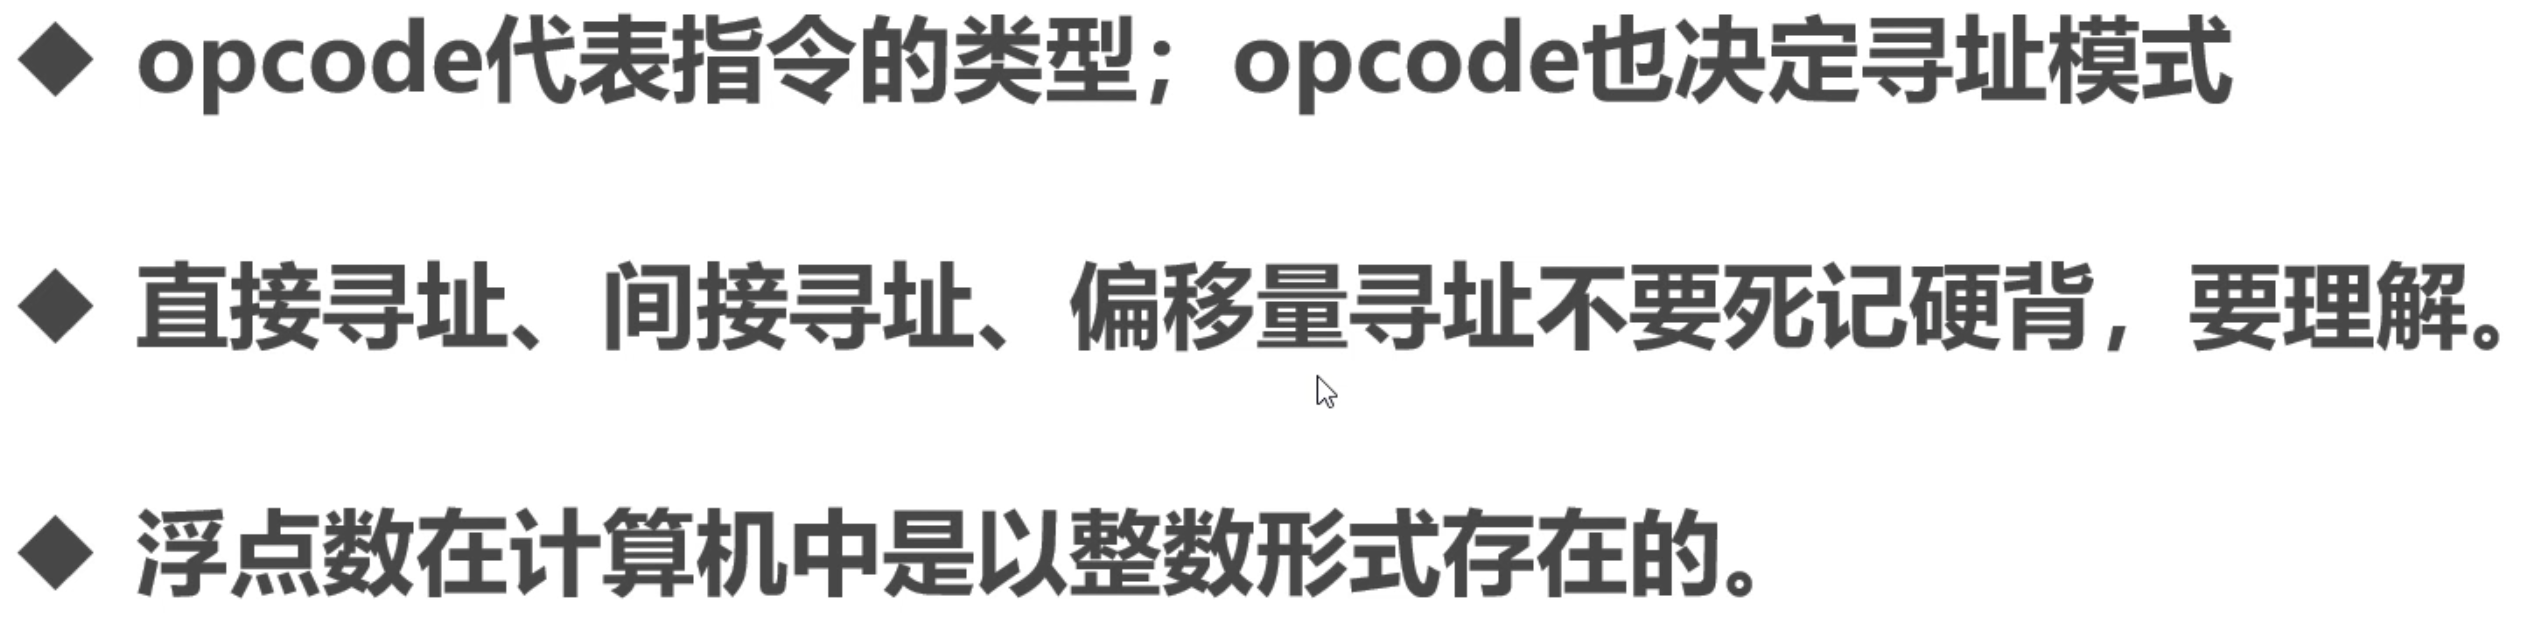 ◆ opcode代表指令的类型；opcode也决定寻址模式
◆ 直接寻址、间接寻址、偏移量寻址不要死记硬背，要理解。
◆ 浮点数在计算机中是以整数形式存在的。